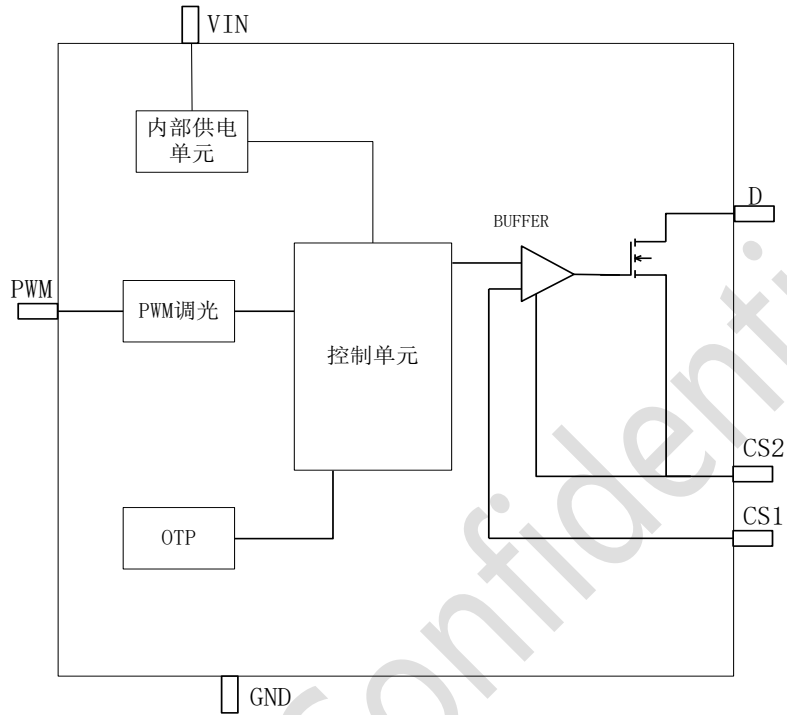 VIN
内部供电
单元
D
BUFFER
PWM
PWM调光
控制单元
CS2
CS1
OTP
GND
Confidenti